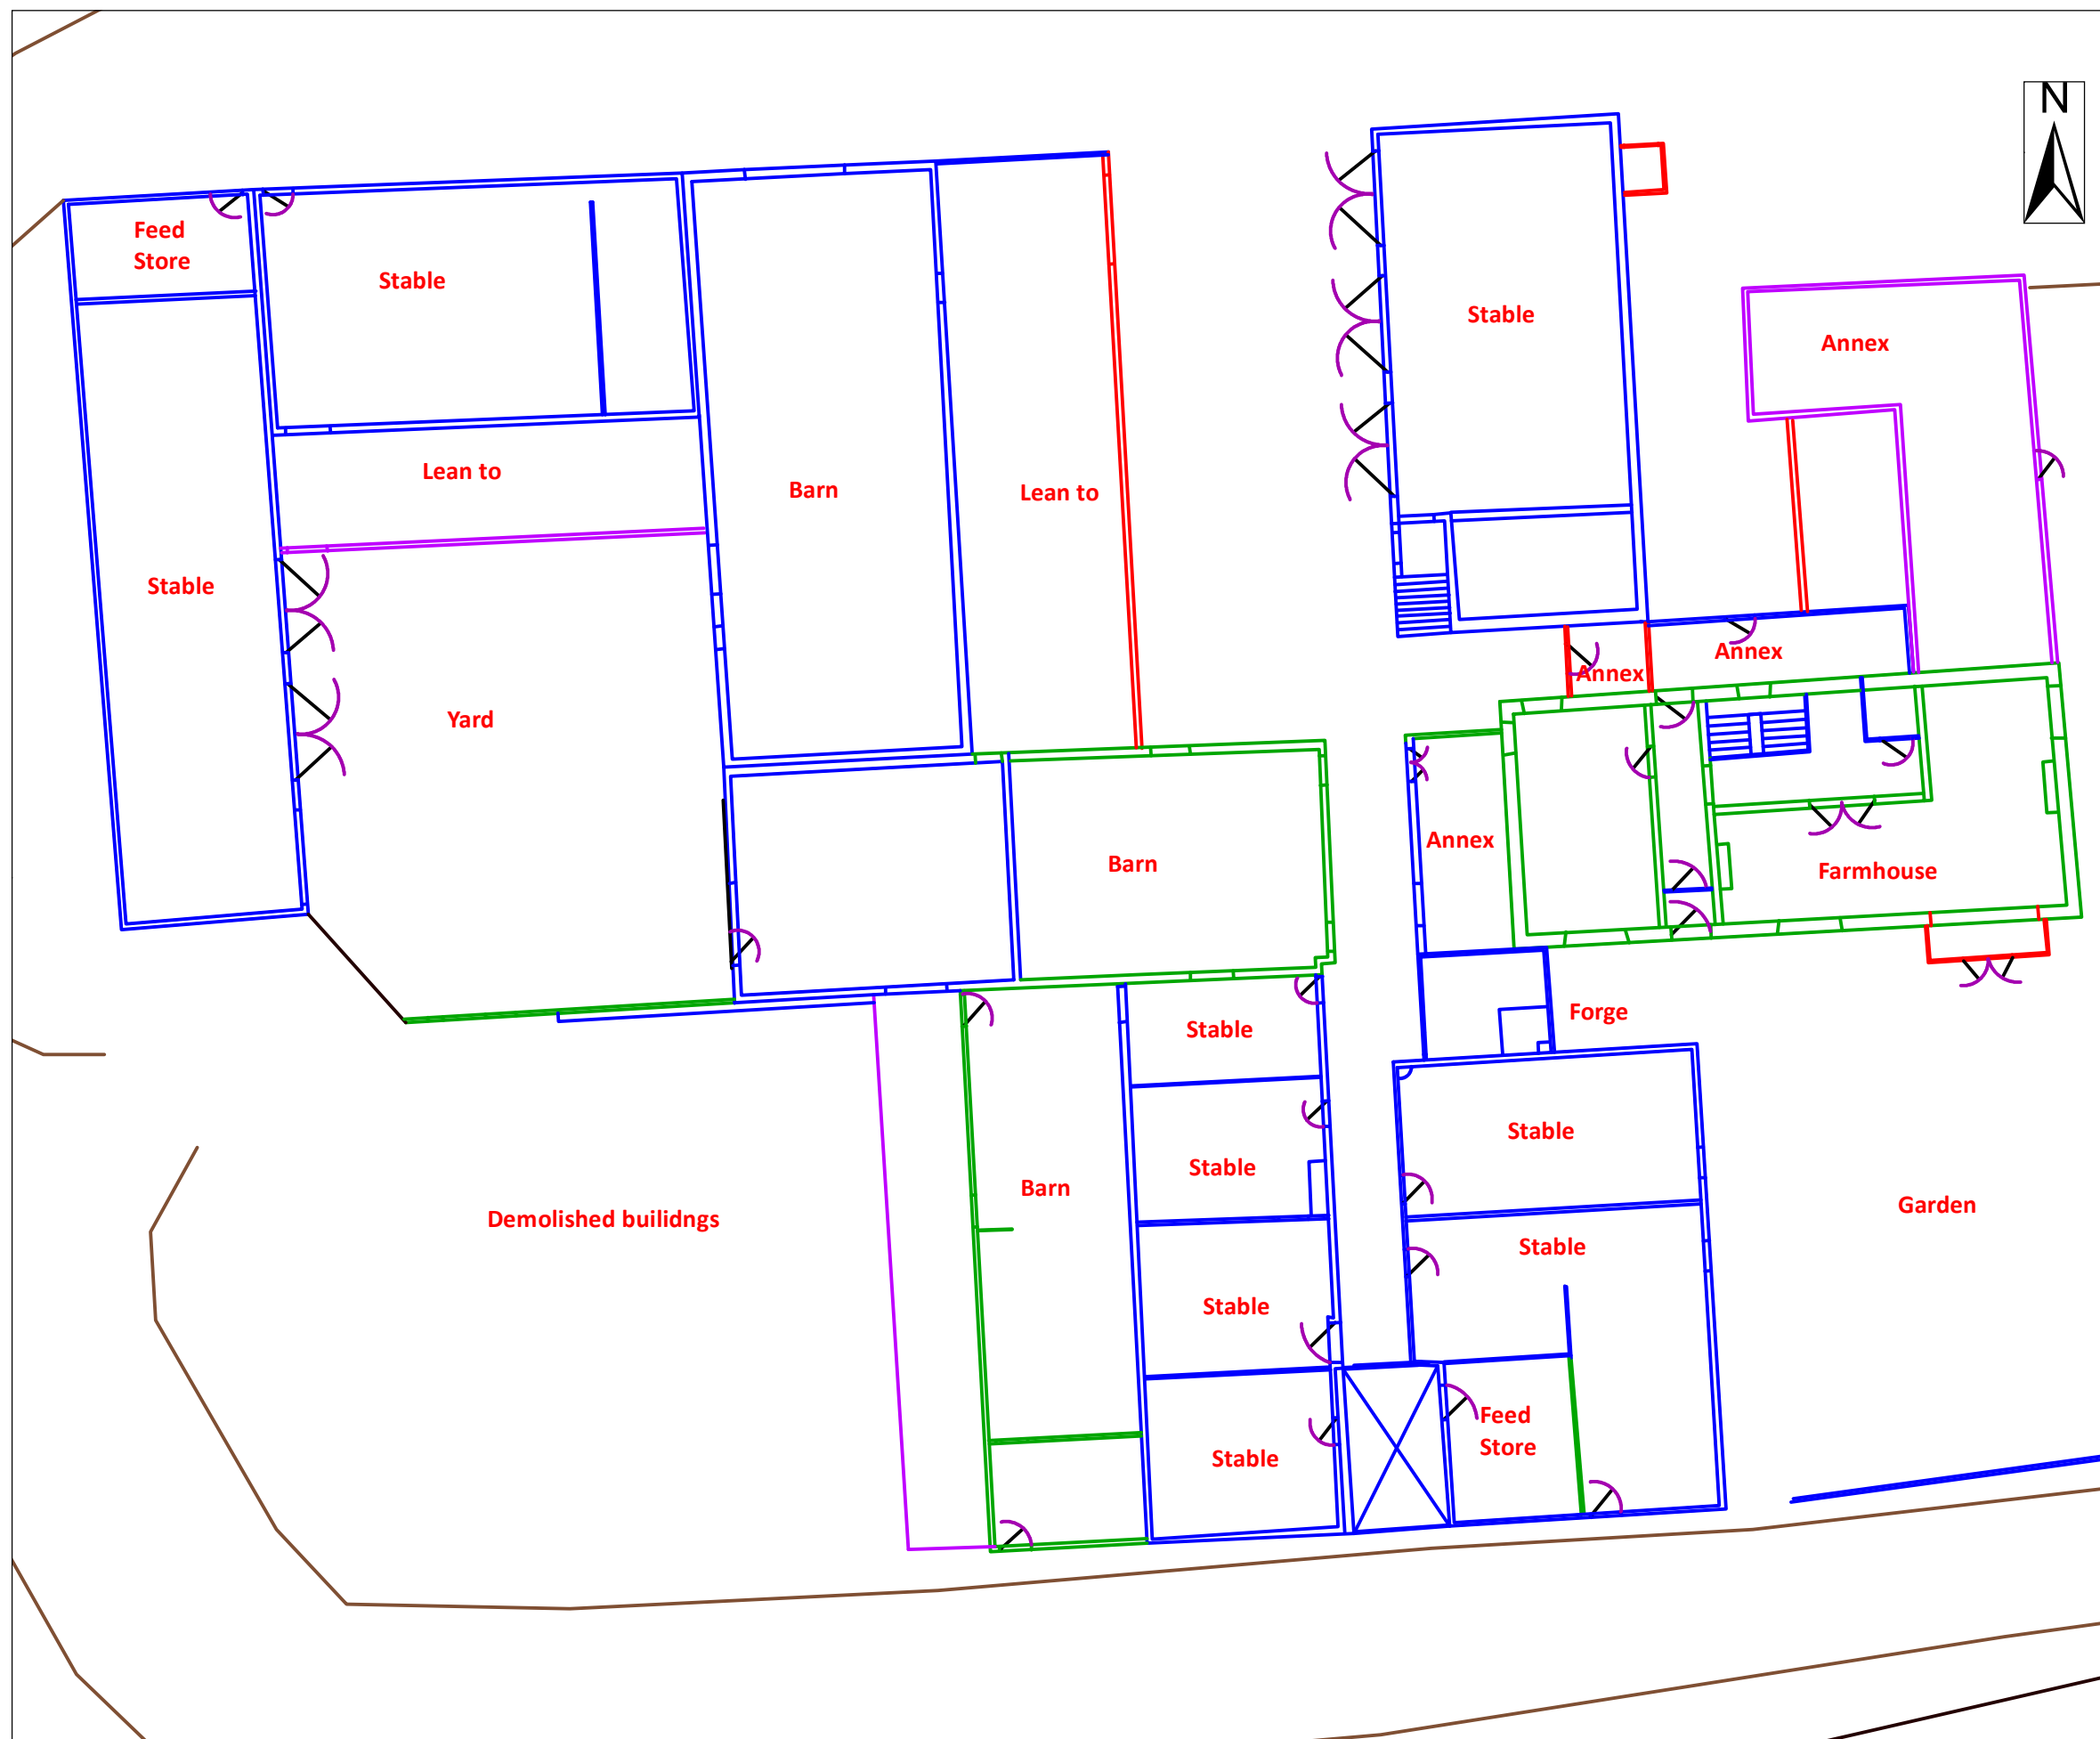 N
Feed
Store
Stable
Stable
Annex
Lean to
Barn
Lean to
Stable
Annex
Annex
Yard
Annex
Barn
Farmhouse
Forge
Stable
Stable
Stable
Barn
Garden
Demolished builidngs
Stable
Stable
Feed
Store
Stable